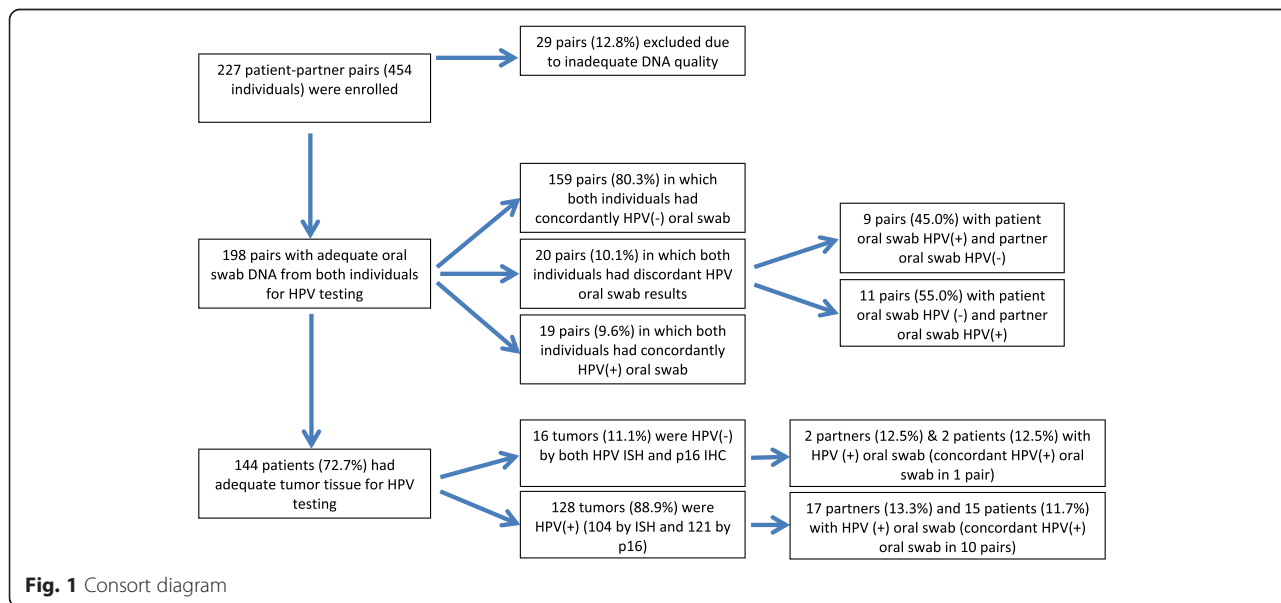 29 pairs (12.8%) excluded due
to inadequate DNA quality
227 patient-partner pairs (454
individuals) were enrolled
159 pairs (80.3%) in which
both individuals had
concordantly HPV(-) oral swab
9 pairs (45.0%) with patient
oral swab HPV(+) and partner
oral swab HPV(-)
198 pairs with adequate oral
swab DNA from both individuals
for HPV testing
20 pairs (10.1%) in which both
individuals had discordant HPV
oral swab results
11 pairs (55.0%) with patient
oral swab HPV (-) and partner
oral swab HPV(+)
19 pairs (9.6%) in which both
individuals had concordantly
HPV(+) oral swab
144 patients (72.7%) had
adequate tumor tissue for HPV
testing
16 tumors (11.1%) were HPV(-)
by both HPV ISH and p16 IHC
2 partners (12.5%) & 2 patients (12.5%) with
HPV (+) oral swab (concordant HPV(+) oral
swab in 1 pair)
128 tumors (88.9%) were
HPV(+) (104 by ISH and 121 by
p16)
17 partners (13.3%) and 15 patients (11.7%)
with HPV (+) oral swab (concordant HPV(+)
oral swab in 10 pairs)
Fig. 1 Consort diagram